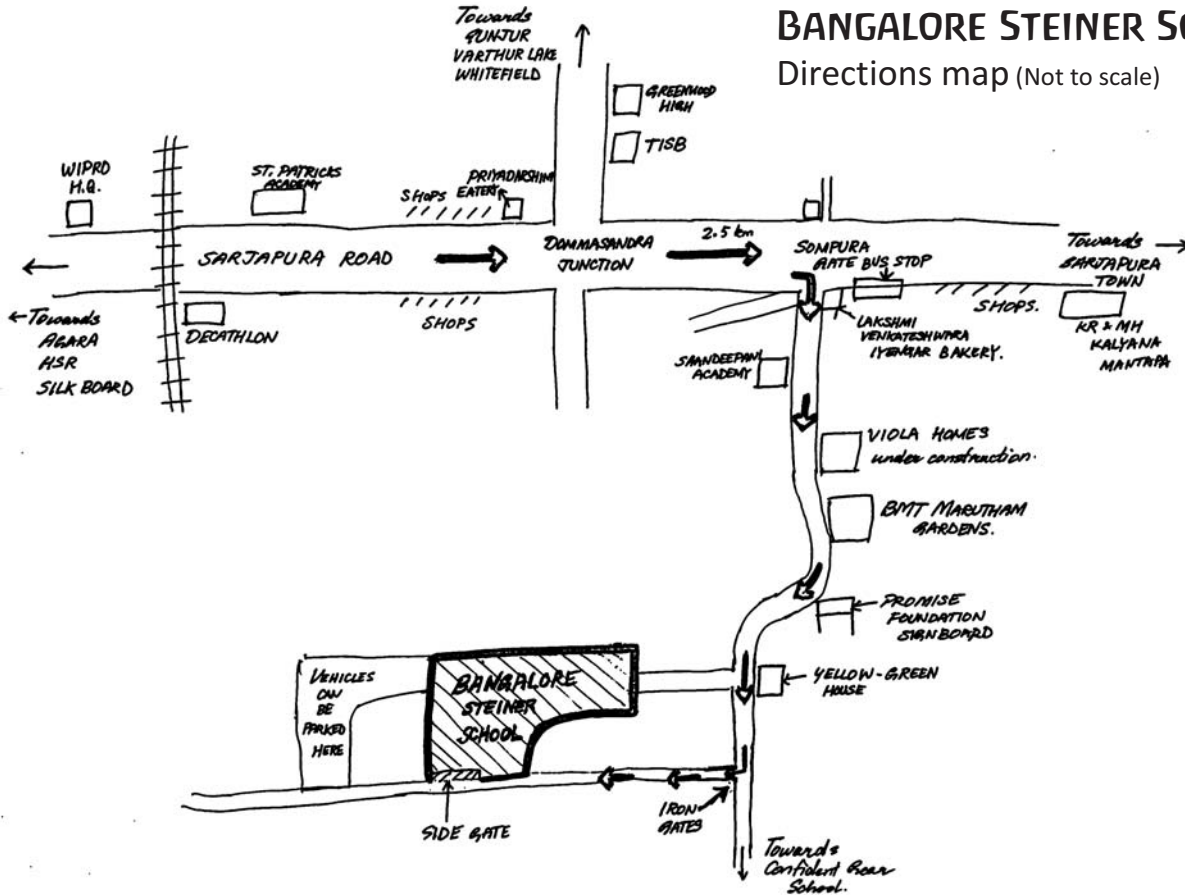 BANGALORE STEINER SC
Directions map (Not to scale)
Towards
GUNJUR
VARTHUR LAKE
WHITEFIELD
GREENWOOD
HIGH
TISB
WIPRO
H.Q.
ST. PATRICKS
ACADEMY
SHOPS
PRIYADARSHINI
EATERY
SARJAPURA ROAD
DOMMASANDRA
JUNCTION
2.5 km
SOMPURA
GATE BUS STOP
Towards
SARJAPURA
TOWN
Towards
AGARA
HSR
SILK BOARD
DECATHLON
SHOPS
LAKSHMI
VENKATESHWARA
IYENGAR BAKERY.
SHOPS.
KR & MH
KALYANA
MANTAPA
SAANDEEPANI
ACADEMY
VIOLA HOMES
under construction.
BMT MARUTHAM
GARDENS.
PROMISE
FOUNDATION
SIGNBOARD
YELLOW-GREEN
HOUSE
VEHICLES
CAN
BE
PARKED
HERE
BANGALORE
STEINER
SCHOOL
SIDE GATE
IRON
GATES
Towards
Confident
School.